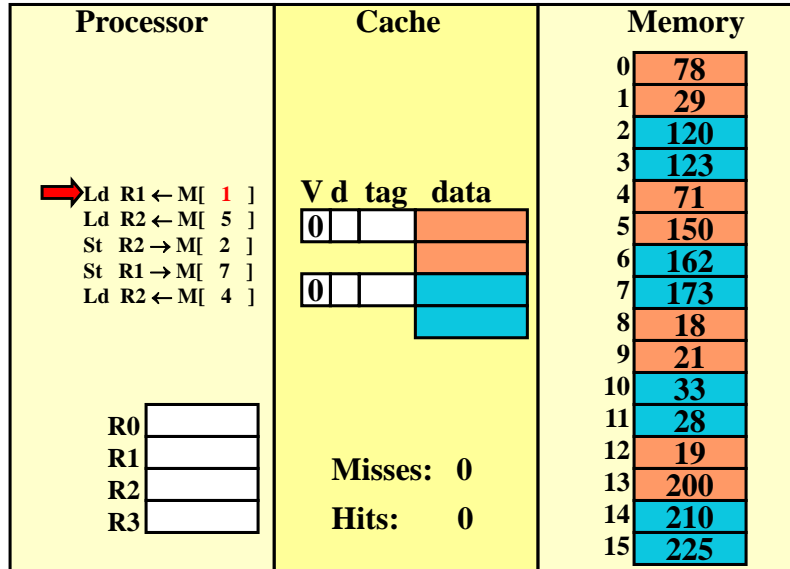 Processor
Cache
Memory
Ld R1 ← M[ 1 ]
Ld R2 ← M[ 5 ]
St R2 → M[ 2 ]
St R1 → M[ 7 ]
Ld R2 ← M[ 4 ]
R0
R1
R2
R3
V d tag data
0
0
Misses: 0
Hits: 0
0 78
1 29
2 120
3 123
4 71
5 150
6 162
7 173
8 18
9 21
10 33
11 28
12 19
13 200
14 210
15 225